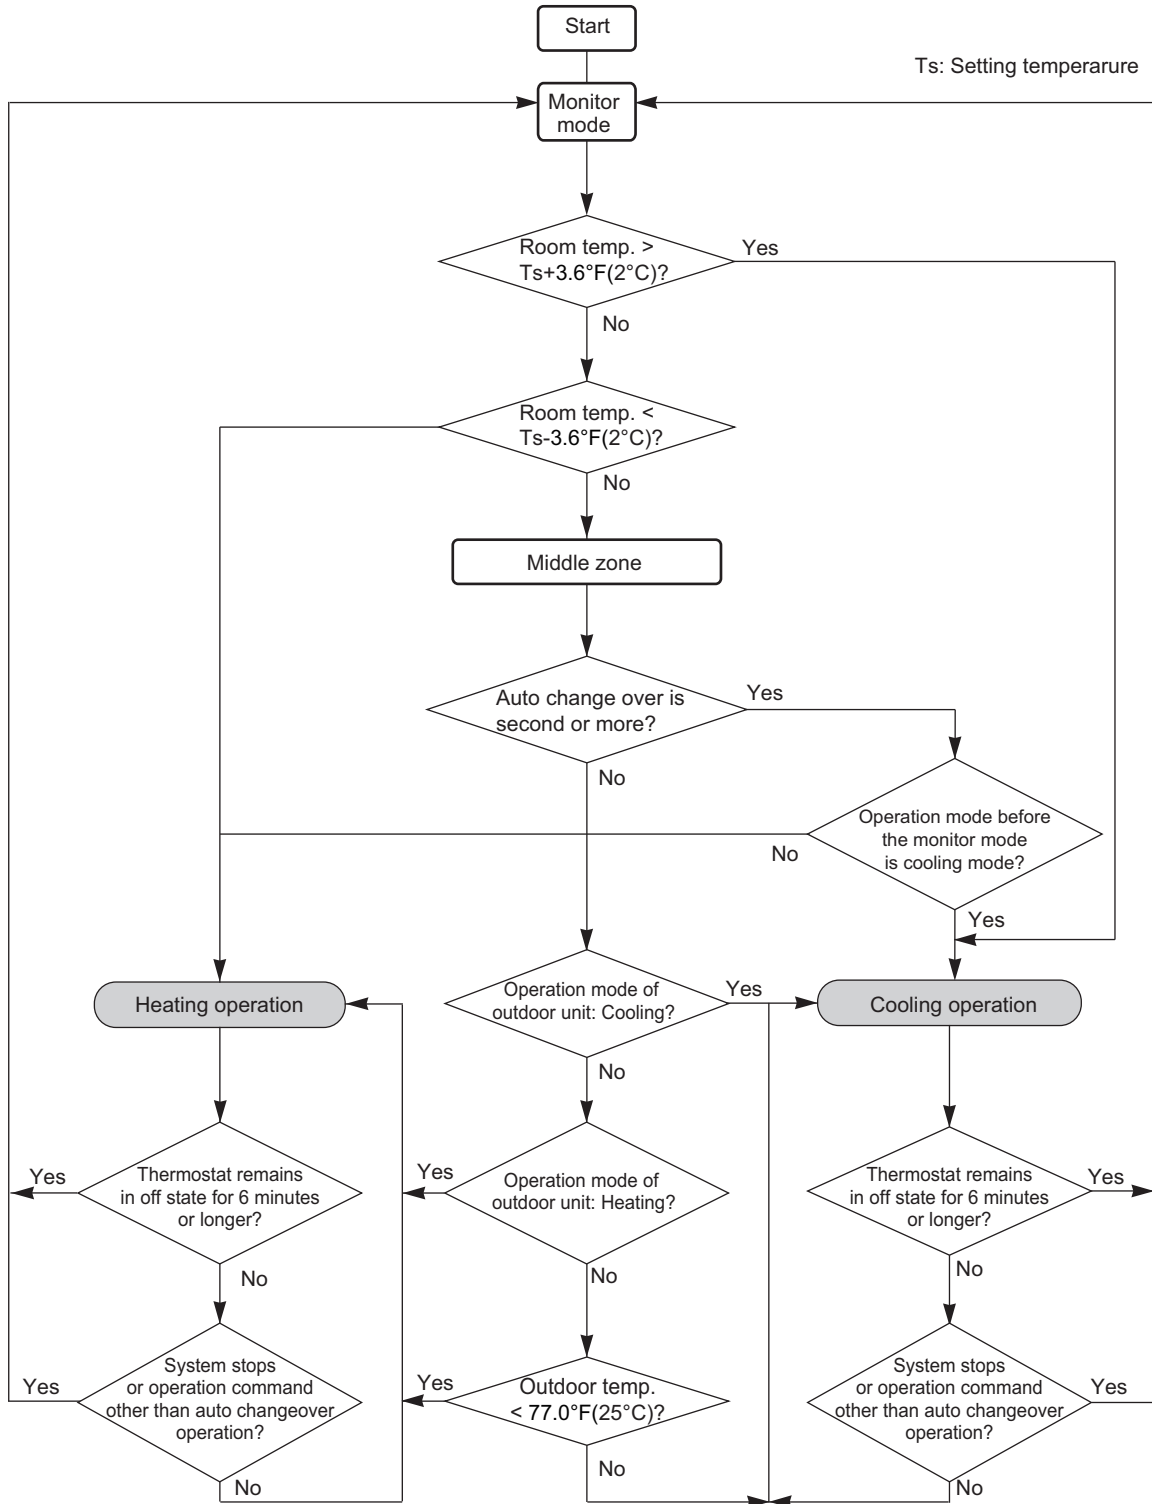 Start
Ts: Setting temperarure
Monitor
mode
Room temp. >
Ts+3.6°F(2°C)?
Yes
No
Room temp. <
Ts-3.6°F(2°C)?
No
Middle zone
Auto change over is
second or more?
Yes
No
Operation mode before
the monitor mode
is cooling mode?
No
Yes
Heating operation
Operation mode of
outdoor unit: Cooling?
Yes
Cooling operation
No
Thermostat remains
in off state for 6 minutes
or longer?
Yes
No
Operation mode of
outdoor unit: Heating?
Yes
No
Thermostat remains
in off state for 6 minutes
or longer?
Yes
No
System stops
or operation command
other than auto changeover
operation?
Yes
No
Outdoor temp.
< 77.0°F(25°C)?
Yes
No
System stops
or operation command
other than auto changeover
operation?
Yes
No